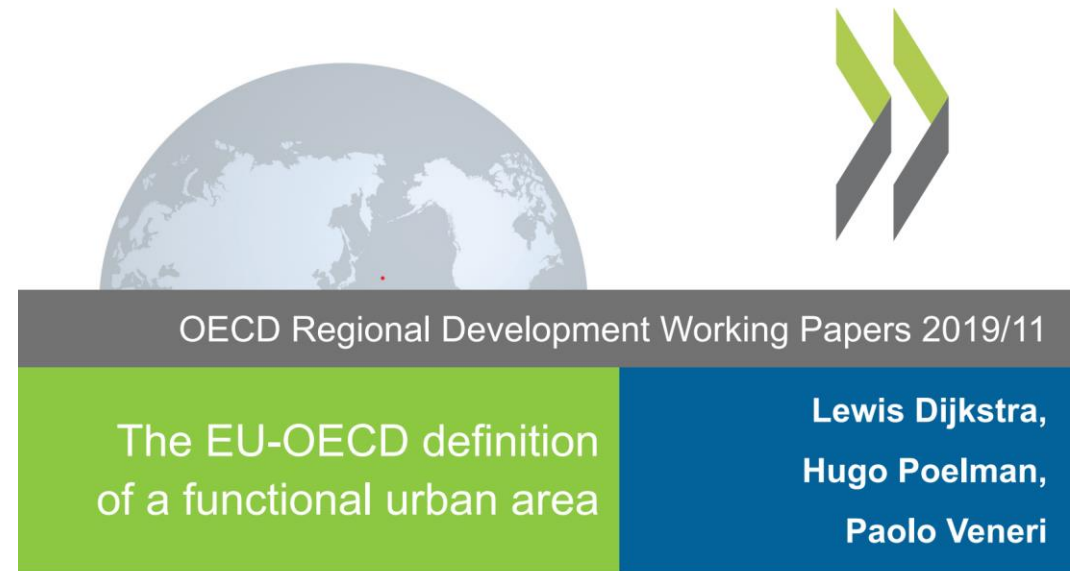 OECD Regional Development Working Papers 2019/11
The EU-OECD definition
of a functional urban area
Lewis Dijkstra,
Hugo Poelman,
Paolo Veneri